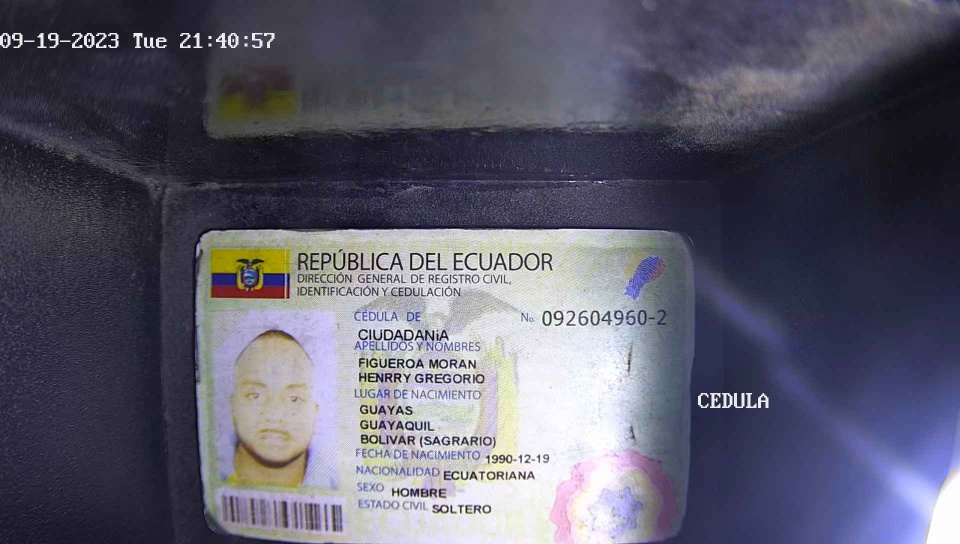 09-19-2023 Tue 21:40:57
REPÚBLICA DEL ECUADOR
DIRECCIÓN GENERAL DE REGISTRO CIVIL,
IDENTIFICACIÓN Y CEDULACIÓN
CÉDULA DE No. 092604960-2
CIUDADANiA
APELLIDOS Y NOMBRES
FIGUEROA MORAN
HENRRY GREGORIO
LUGAR DE NACIMIENTO
GUAYAS
GUAYAQUIL
BOLIVAR (SAGRARIO)
FECHA DE NACIMIENTO 1990-12-19
NACIONALIDAD ECUATORIANA
SEXO HOMBRE
ESTADO CIVIL SOLTERO
CEDULA